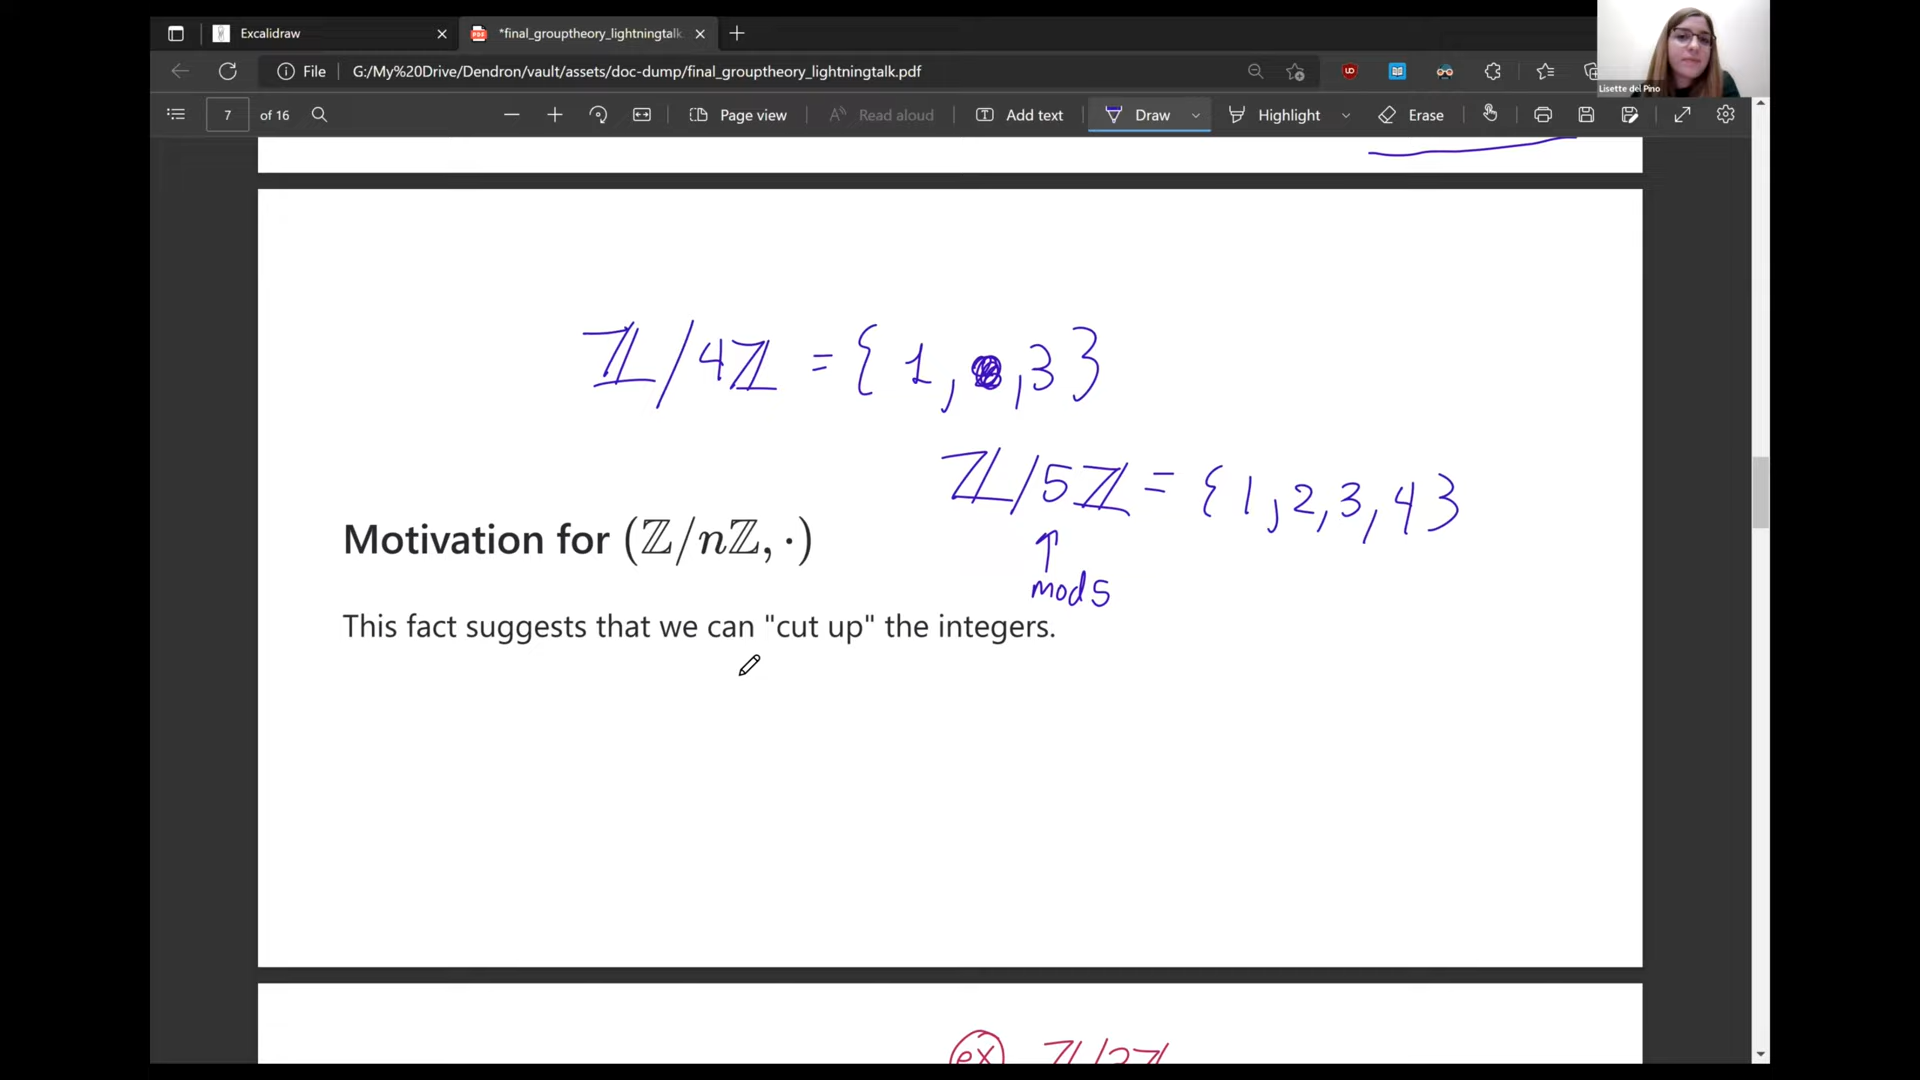 Excalidraw
*final_grouptheory_lightningtalk
File G:/My%20Drive/Dendron/vault/assets/doc-dump/final_grouptheory_lightningtalk.pdf
Lisette del Pino
7 of 16 Page view Read aloud Add text Draw Highlight Erase
ℤ/4ℤ = { 1, , 3 }
ℤ/5ℤ = { 1, 2, 3, 4 }
mod 5
Motivation for (ℤ/nℤ, ·)
This fact suggests that we can "cut up" the integers.
ex ℤ/2ℤ